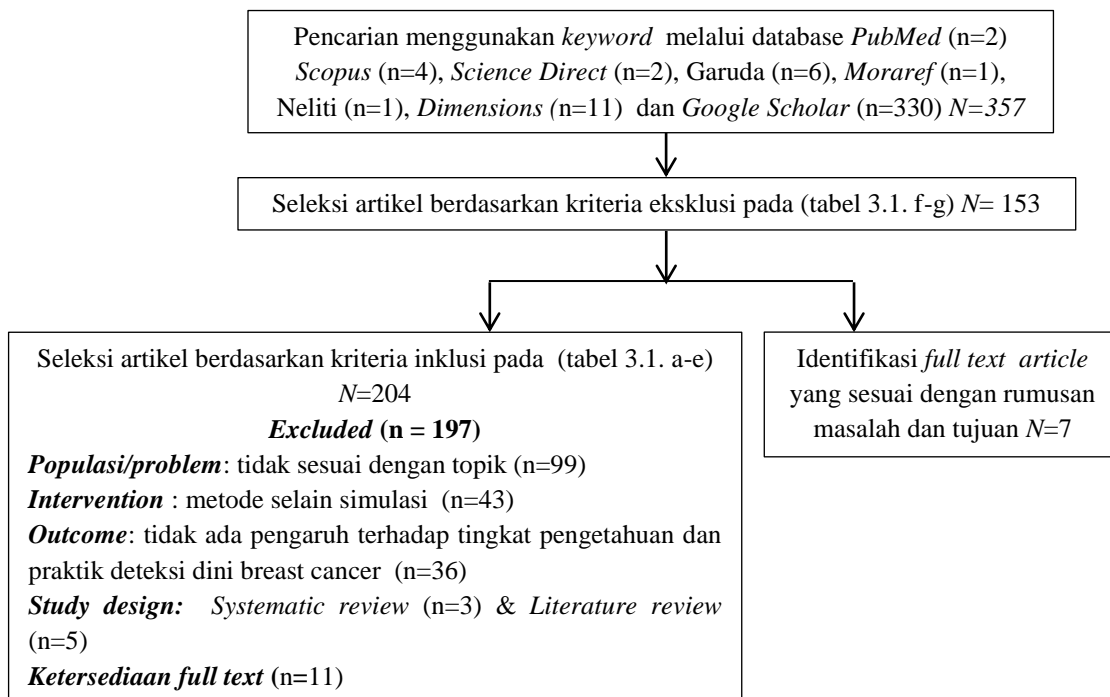 Pencarian menggunakan keyword melalui database PubMed (n=2)
Scopus (n=4), Science Direct (n=2), Garuda (n=6), Moraref (n=1),
Neliti (n=1), Dimensions (n=11) dan Google Scholar (n=330) N=357
Seleksi artikel berdasarkan kriteria eksklusi pada (tabel 3.1. f-g) N= 153
Seleksi artikel berdasarkan kriteria inklusi pada (tabel 3.1. a-e)
N=204
Excluded (n = 197)
Populasi/problem: tidak sesuai dengan topik (n=99)
Intervention : metode selain simulasi (n=43)
Outcome: tidak ada pengaruh terhadap tingkat pengetahuan dan
praktik deteksi dini breast cancer (n=36)
Study design: Systematic review (n=3) & Literature review
(n=5)
Ketersediaan full text (n=11)
Identifikasi full text article
yang sesuai dengan rumusan
masalah dan tujuan N=7